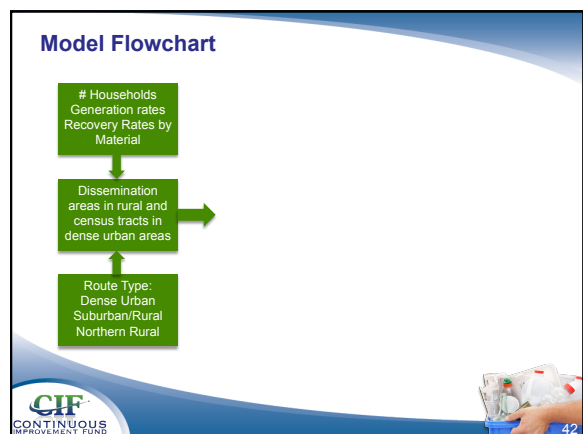 Model Flowchart
# Households
Generation rates
Recovery Rates by
Material
Dissemination
areas in rural and
census tracts in
dense urban areas
Route Type:
Dense Urban
Suburban/Rural
Northern Rural
CIF
CONTINUOUS
IMPROVEMENT FUND
42